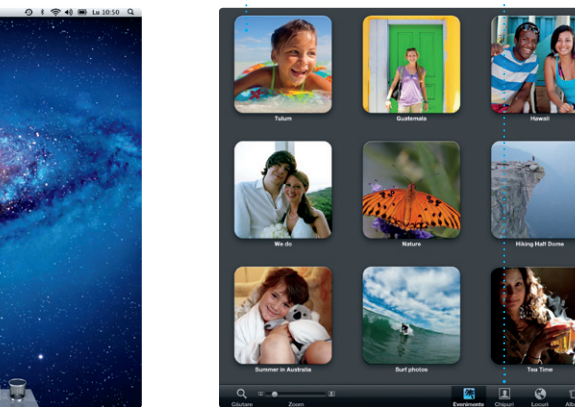 Lu 10:50
Tulum
Guatemala
Hawaii
We do
Nature
Hiking Half Dome
Summer in Australia
Surf photos
Tea Time
Căutare
Zoom
Evenimente
Chipuri
Locuri
Albu